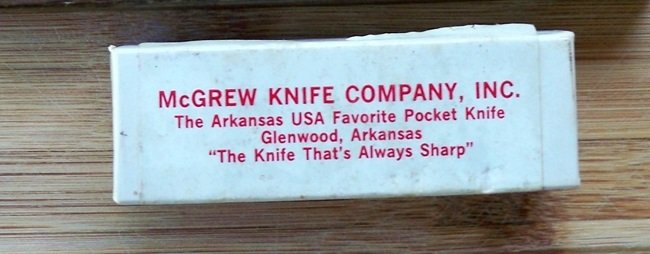 McGREW KNIFE COMPANY, INC.
The Arkansas USA Favorite Pocket Knife
Glenwood, Arkansas
"The Knife That's Always Sharp"